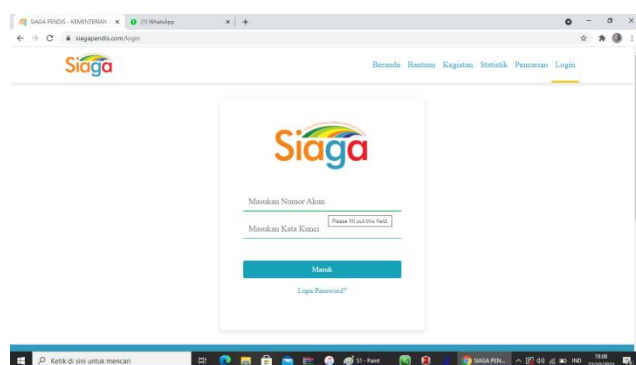 SIAGA PENDIS - KEMENTERIAN -
(1) WhatsApp
siagapendis.com/login
Siaga
Beranda Bantuan Kegiatan Statistik Pencarian Login
Siaga
Masukan Nomor Akun
Please fill out this field.
Masukan Kata Kunci
Masuk
Lupa Password?
Ketik di sini untuk mencari
S1 - Paint
SIAGA PEN...
IND
19.06